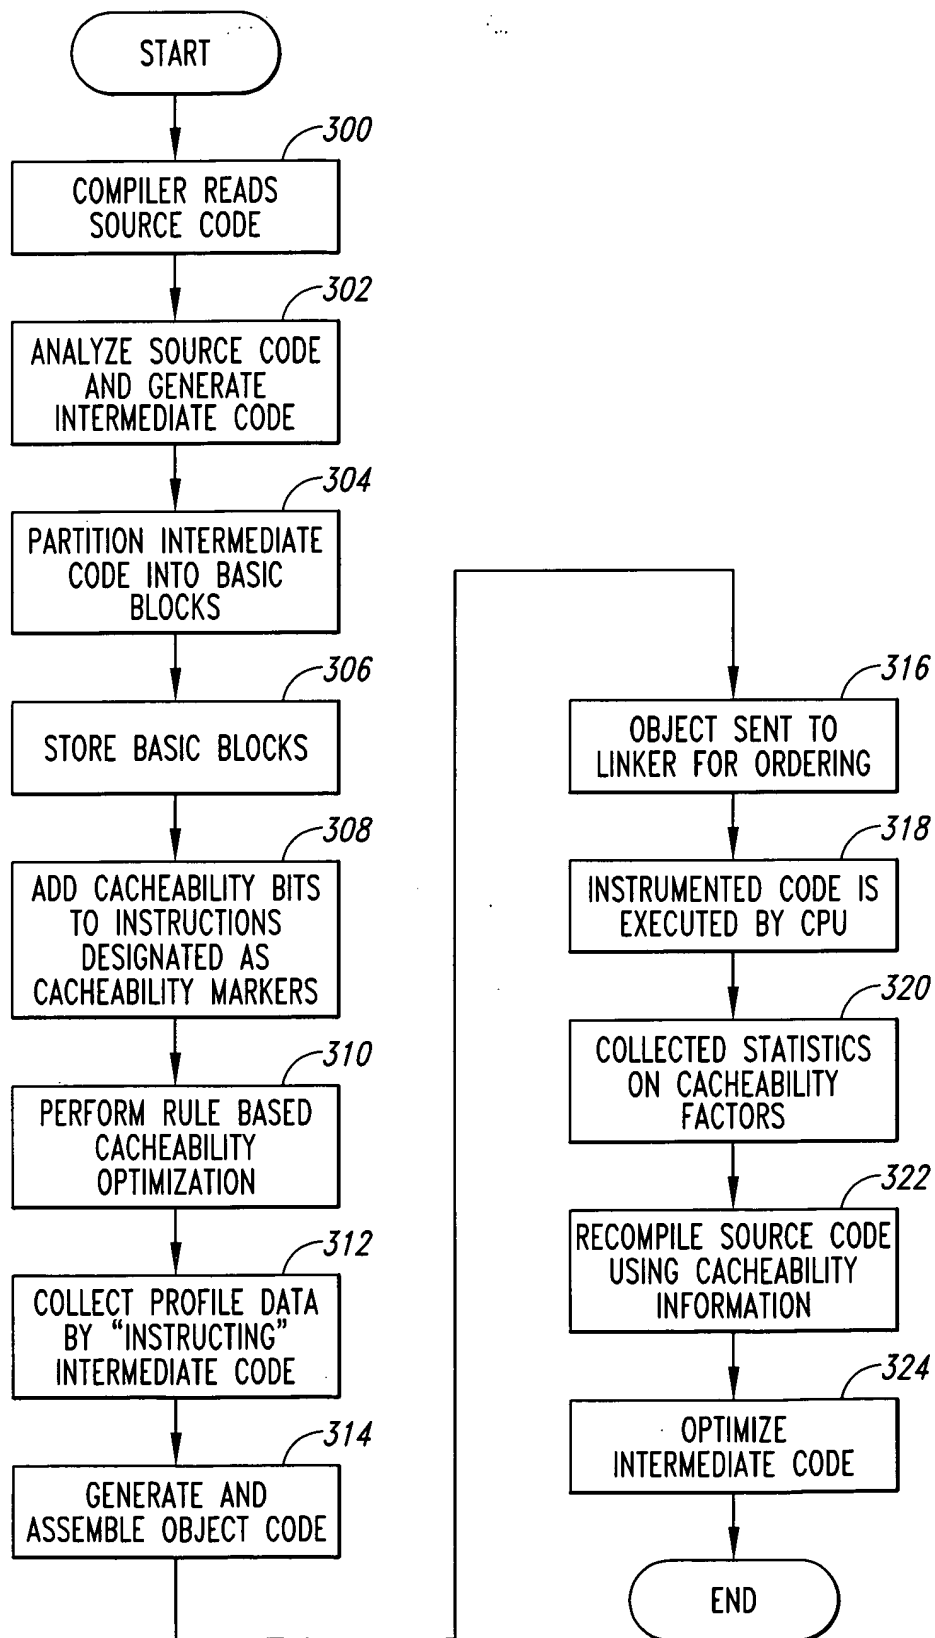 START
300
COMPILER READS
SOURCE CODE
302
ANALYZE SOURCE CODE
AND GENERATE
INTERMEDIATE CODE
304
PARTITION INTERMEDIATE
CODE INTO BASIC
BLOCKS
306
STORE BASIC BLOCKS
308
ADD CACHEABILITY BITS
TO INSTRUCTIONS
DESIGNATED AS
CACHEABILITY MARKERS
310
PERFORM RULE BASED
CACHEABILITY
OPTIMIZATION
312
COLLECT PROFILE DATA
BY “INSTRUCTING”
INTERMEDIATE CODE
314
GENERATE AND
ASSEMBLE OBJECT CODE
316
OBJECT SENT TO
LINKER FOR ORDERING
318
INSTRUMENTED CODE IS
EXECUTED BY CPU
320
COLLECTED STATISTICS
ON CACHEABILITY
FACTORS
322
RECOMPILE SOURCE CODE
USING CACHEABILITY
INFORMATION
324
OPTIMIZE
INTERMEDIATE CODE
END